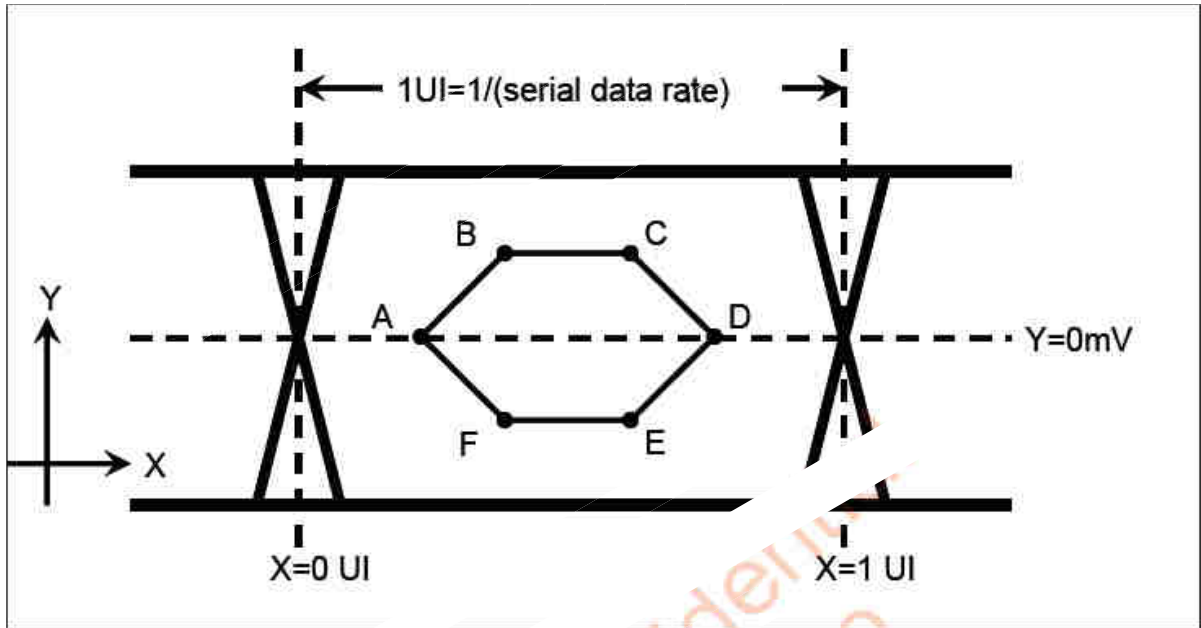 1UI=1/(serial data rate)
B
C
Y
A
D
Y=0mV
F
E
X
X=0 UI
X=1 UI